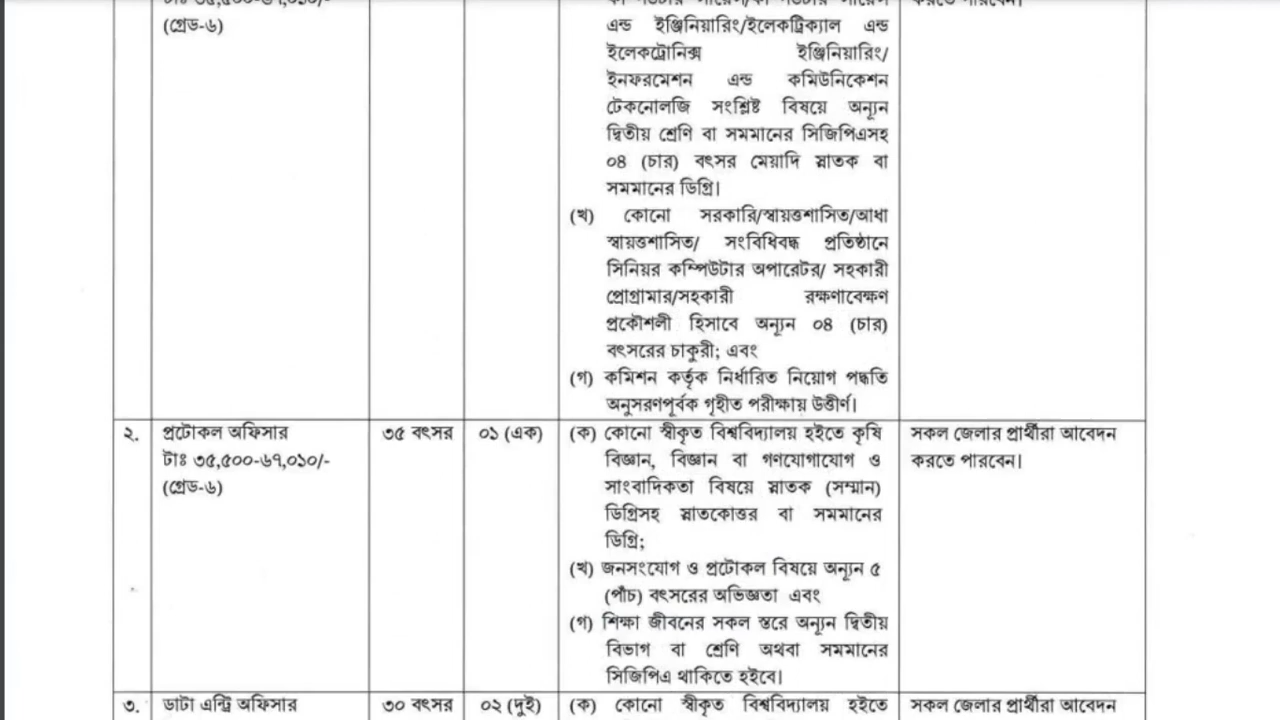 টাঃ ৩৫,৫০০-৬৭,০১০/-
(গ্রেড-৬)
এন্ড ইঞ্জিনিয়ারিং/ইলেকট্রিক্যাল এন্ড
ইলেকট্রোনিক্স ইঞ্জিনিয়ারিং/
ইনফরমেশন এন্ড কমিউনিকেশন
টেকনোলজি সংশ্লিষ্ট বিষয়ে অন্যূন
দ্বিতীয় শ্রেণি বা সমমানের সিজিপিএসহ
০৪ (চার) বৎসর মেয়াদি স্নাতক বা
সমমানের ডিগ্রি।
(খ) কোনো সরকারি/স্বায়ত্তশাসিত/আধা
স্বায়ত্তশাসিত/ সংবিধিবদ্ধ প্রতিষ্ঠানে
সিনিয়র কম্পিউটার অপারেটর/ সহকারী
প্রোগ্রামার/সহকারী রক্ষণাবেক্ষণ
প্রকৌশলী হিসাবে অন্যূন ০৪ (চার)
বৎসরের চাকুরী; এবং
(গ) কমিশন কর্তৃক নির্ধারিত নিয়োগ পদ্ধতি
অনুসরণপূর্বক গৃহীত পরীক্ষায় উত্তীর্ণ।
করতে পারবেন।
২.
প্রটোকল অফিসার
টাঃ ৩৫,৫০০-৬৭,০১০/-
(গ্রেড-৬)
৩৫ বৎসর
০১ (এক)
(ক) কোনো স্বীকৃত বিশ্ববিদ্যালয় হইতে কৃষি
বিজ্ঞান, বিজ্ঞান বা গণযোগাযোগ ও
সাংবাদিকতা বিষয়ে স্নাতক (সম্মান)
ডিগ্রিসহ স্নাতকোত্তর বা সমমানের
ডিগ্রি;
(খ) জনসংযোগ ও প্রটোকল বিষয়ে অন্যূন ৫
(পাঁচ) বৎসরের অভিজ্ঞতা এবং
(গ) শিক্ষা জীবনের সকল স্তরে অন্যূন দ্বিতীয়
বিভাগ বা শ্রেণি অথবা সমমানের
সিজিপিএ থাকিতে হইবে।
সকল জেলার প্রার্থীরা আবেদন
করতে পারবেন।
৩.
ডাটা এন্ট্রি অফিসার
৩০ বৎসর
০২ (দুই)
(ক) কোনো স্বীকৃত বিশ্ববিদ্যালয় হইতে
সকল জেলার প্রার্থীরা আবেদন